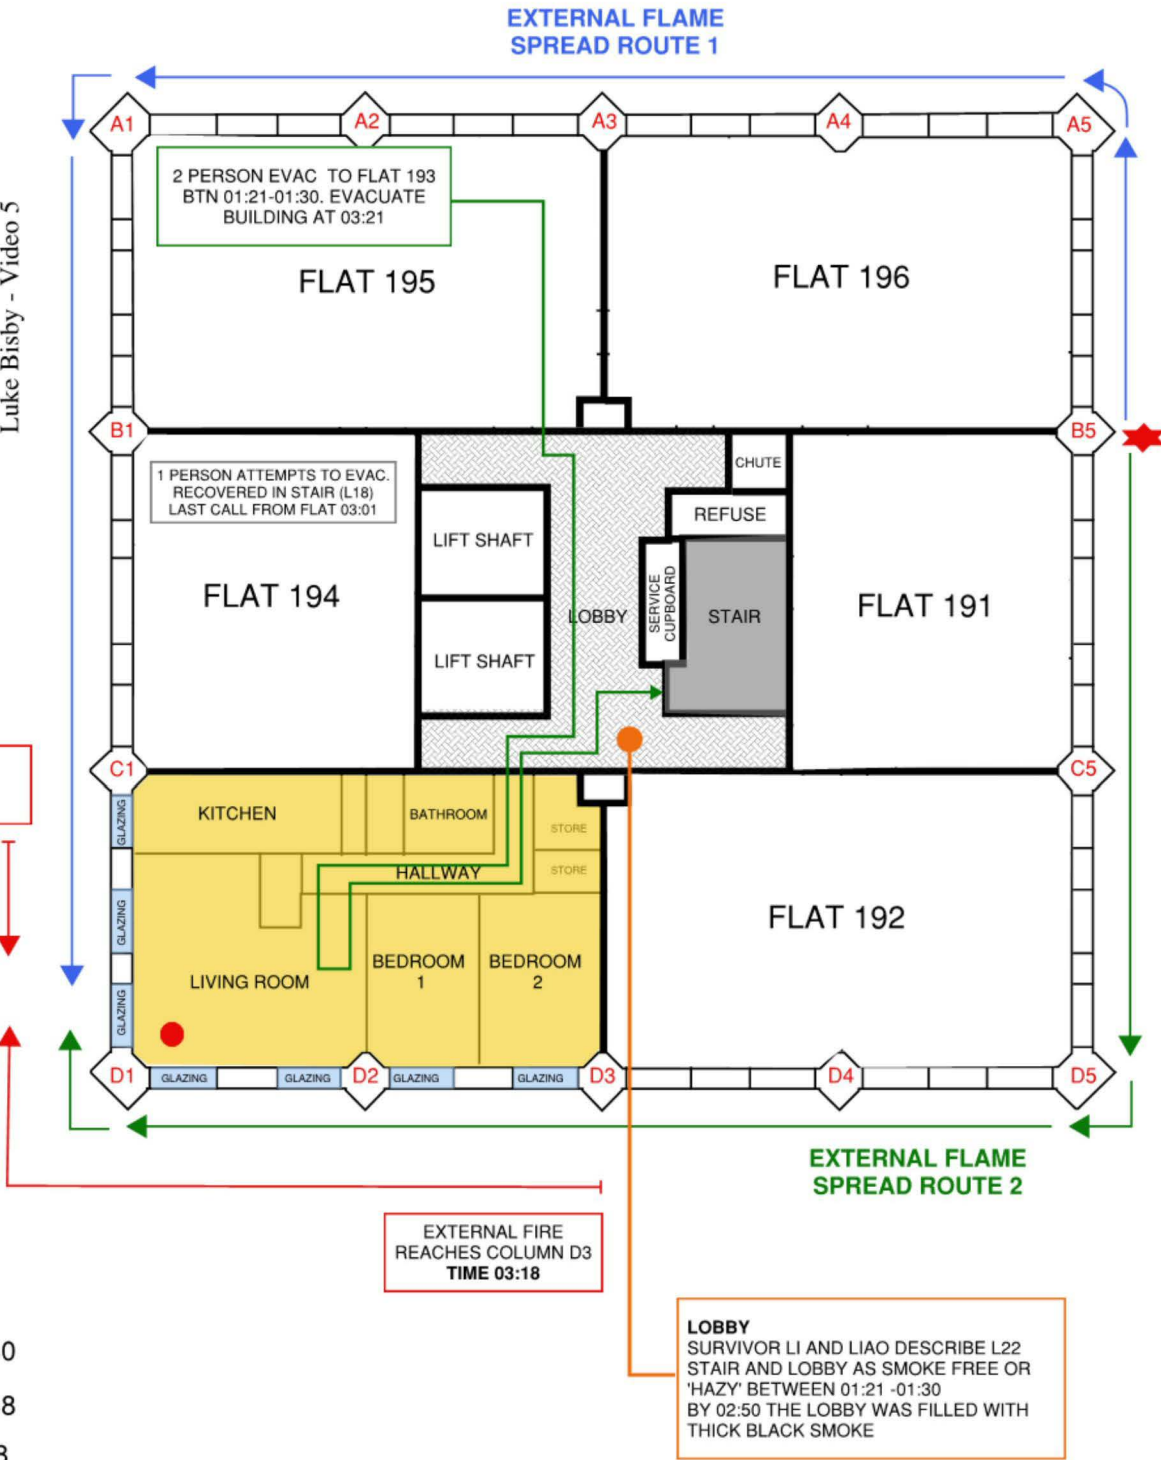 EXTERNAL FLAME
SPREAD ROUTE 1
Luke Bisby - Video 5
A1
A2
A3
A4
A5
2 PERSON EVAC TO FLAT 193
BTN 01:21-01:30. EVACUATE
BUILDING AT 03:21
FLAT 195
FLAT 196
B1
B5
1 PERSON ATTEMPTS TO EVAC.
RECOVERED IN STAIR (L18)
LAST CALL FROM FLAT 03:01
CHUTE
REFUSE
LIFT SHAFT
SERVICE
CUPBOARD
FLAT 194
LOBBY
STAIR
FLAT 191
LIFT SHAFT
C1
C5
GLAZING
KITCHEN
BATHROOM
STORE
HALLWAY
STORE
GLAZING
FLAT 192
LIVING ROOM
BEDROOM
1
BEDROOM
2
GLAZING
D1
GLAZING
GLAZING
D2
GLAZING
GLAZING
D3
D4
D5
EXTERNAL FLAME
SPREAD ROUTE 2
EXTERNAL FIRE
REACHES COLUMN D3
TIME 03:18
LOBBY
SURVIVOR LI AND LIAO DESCRIBE L22
STAIR AND LOBBY AS SMOKE FREE OR
'HAZY' BETWEEN 01:21 -01:30
BY 02:50 THE LOBBY WAS FILLED WITH
THICK BLACK SMOKE
0
8